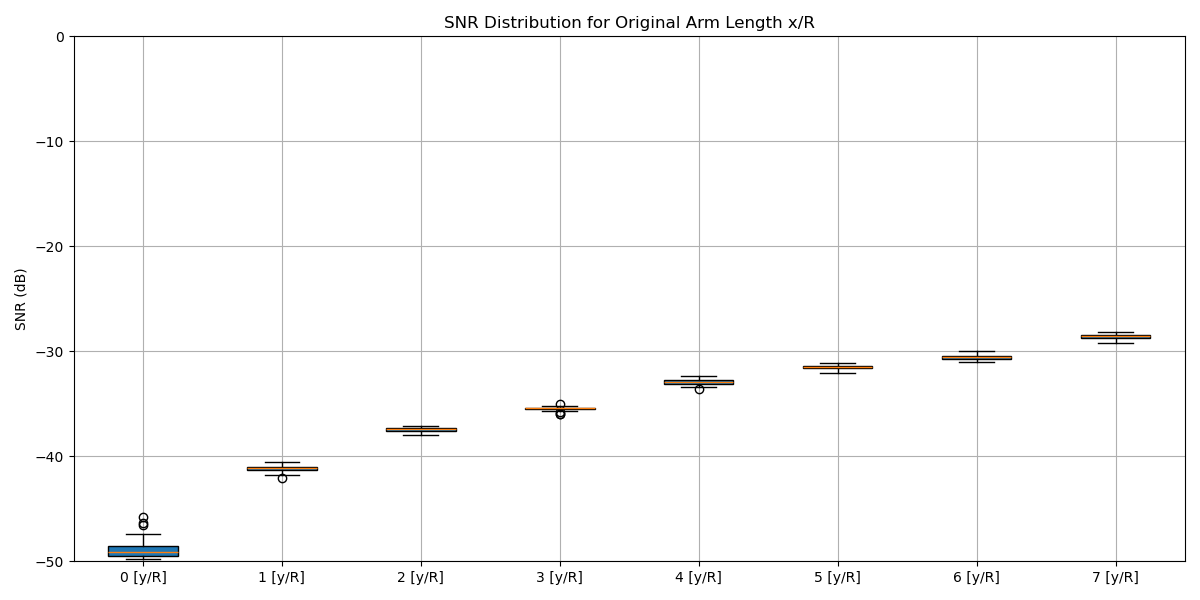 SNR Distribution for Original Arm Length x/R
SNR (dB)
0
−10
−20
−30
−40
−50
0 [y/R]
1 [y/R]
2 [y/R]
3 [y/R]
4 [y/R]
5 [y/R]
6 [y/R]
7 [y/R]